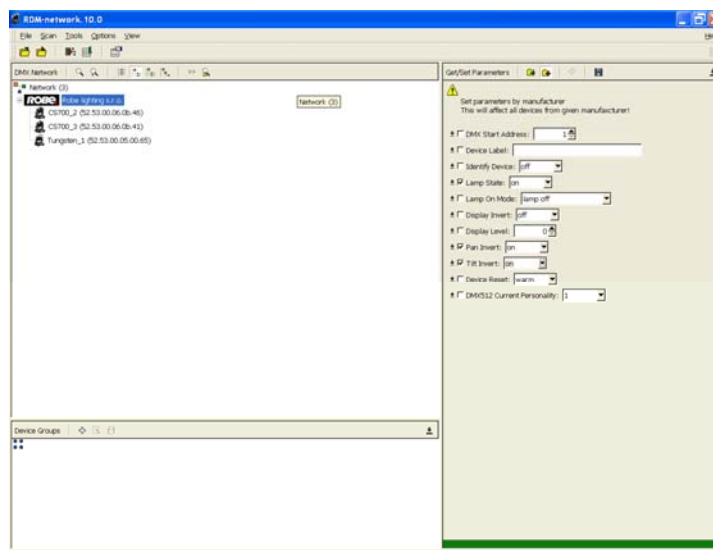 RDM-network. 10.0
File Scan Tools Options View
DMX Network
Network (3)
ROBE Robe lighting s.r.o.
Network (3)
CS700_2 (52.53.00.06.0b.46)
CS700_3 (52.53.00.06.0b.41)
Tungsten_1 (52.53.00.05.00.65)
Device Groups
Get/Set Parameters
Set parameters by manufacturer
This will affect all devices from given manufacturer!
DMX Start Address: 1
Device Label:
Identify Device: off
Lamp State: on
Lamp On Mode: lamp off
Display Invert: off
Display Level: 0
Pan Invert: on
Tilt Invert: on
Device Reset: warm
DMX512 Current Personality: 1